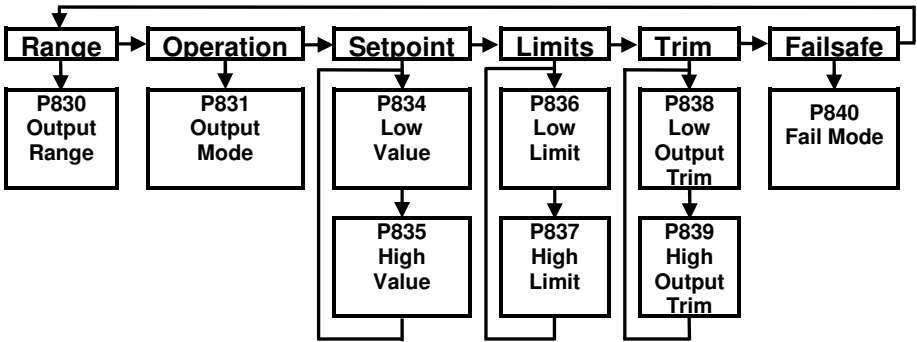 Range
Operation
Setpoint
Limits
Trim
Failsafe
P830
Output
Range
P831
Output
Mode
P834
Low
Value
P836
Low
Limit
P838
Low
Output
Trim
P840
Fail Mode
P835
High
Value
P837
High
Limit
P839
High
Output
Trim